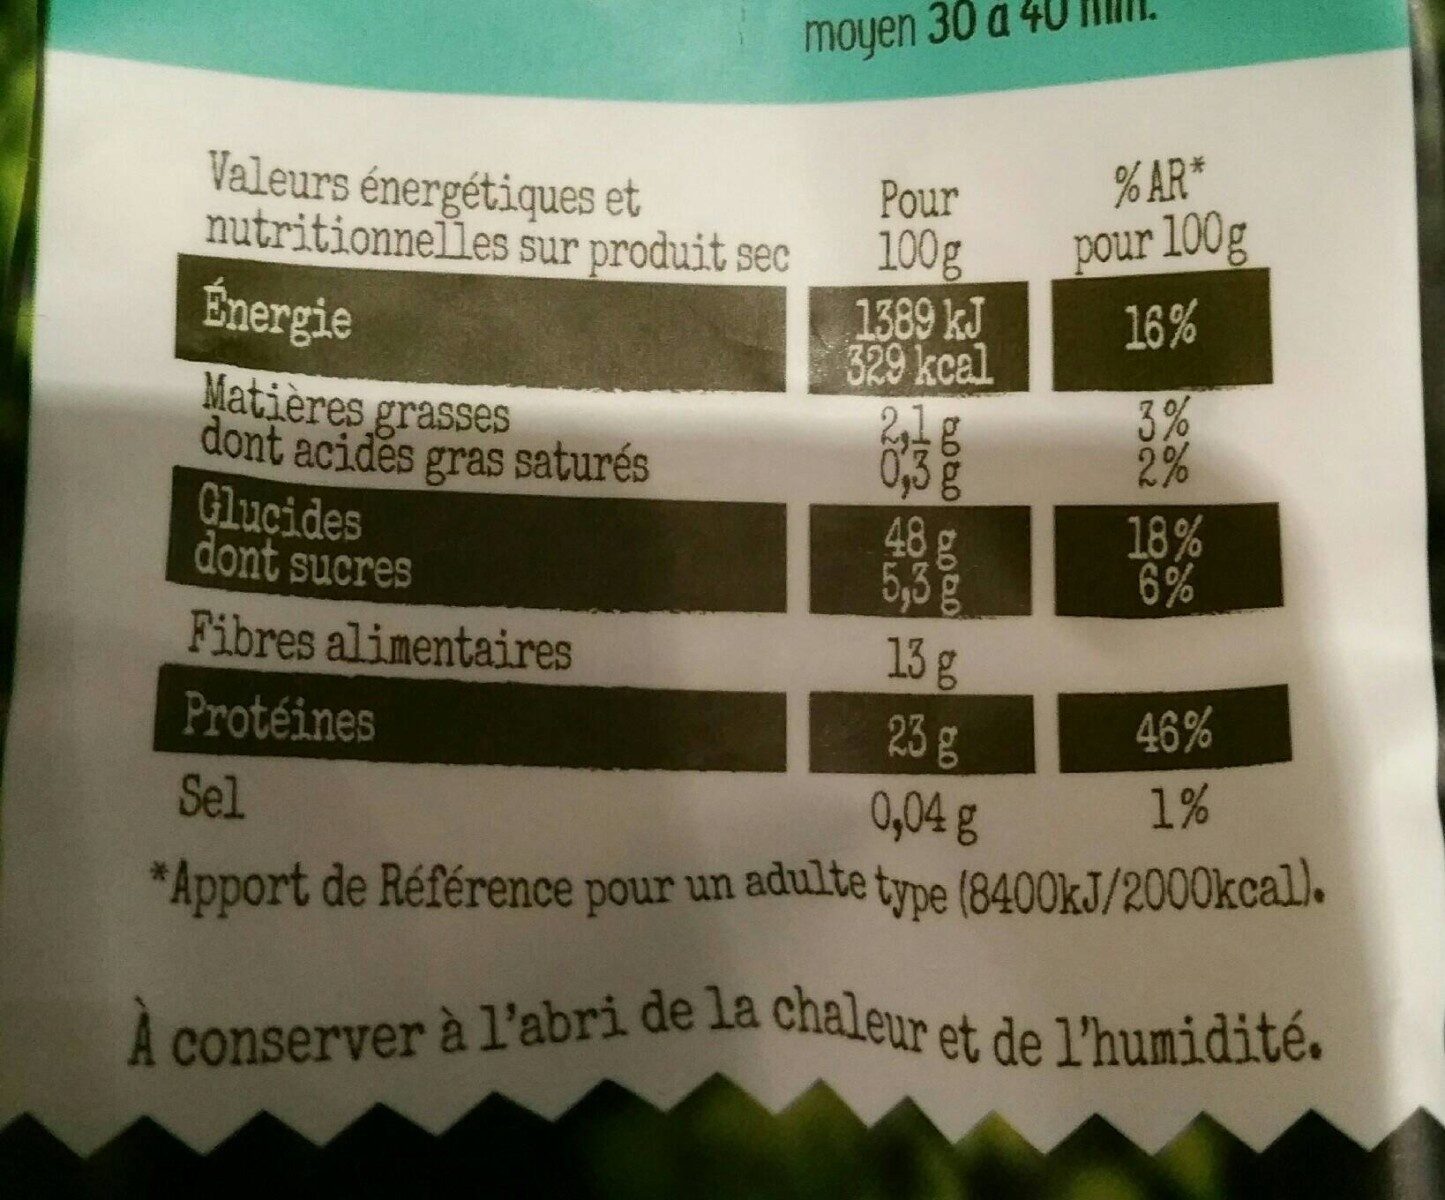 moyen 30 à 40 min.
Valeurs énergétiques et
nutritionnelles sur produit sec
Pour
100g
%AR*
pour 100g
Énergie
1389 kJ
329 kcal
16%
Matières grasses 2,1 g 3%
dont acides gras saturés 0,3 g 2%
Glucides 48 g 18%
dont sucres 5,3 g 6%
Fibres alimentaires 13 g
Protéines 23 g 46%
Sel 0,04 g 1%
*Apport de Référence pour un adulte type (8400kJ/2000kcal).
À conserver à l'abri de la chaleur et de l'humidité.